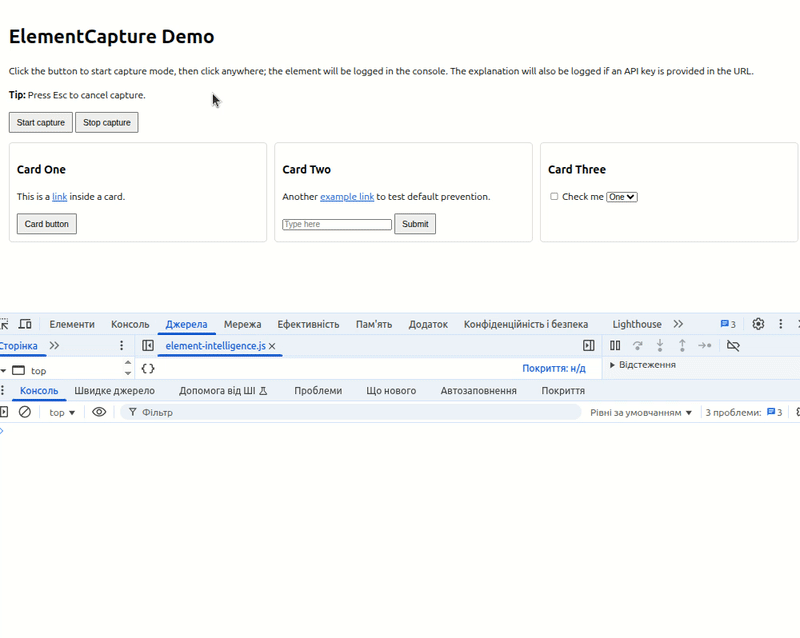 ElementCapture Demo
Click the button to start capture mode, then click anywhere; the element will be logged in the console. The explanation will also be logged if an API key is provided in the URL.
Tip: Press Esc to cancel capture.
Start capture Stop capture
Card One
This is a link inside a card.
Card button
Card Two
Another example link to test default prevention.
Type here Submit
Card Three
Check me One
Елементи Консоль Джерела Мережа Ефективність Пам'ять Додаток Конфіденційність і безпека Lighthouse 3
Сторінка element-intelligence.js
top {} Покриття: н/д Відстеження
Консоль Швидке джерело Допомога від ШІ Проблеми Що нового Автозаповнення Покриття
top Фільтр Рівні за умовчанням 3 проблеми: 3